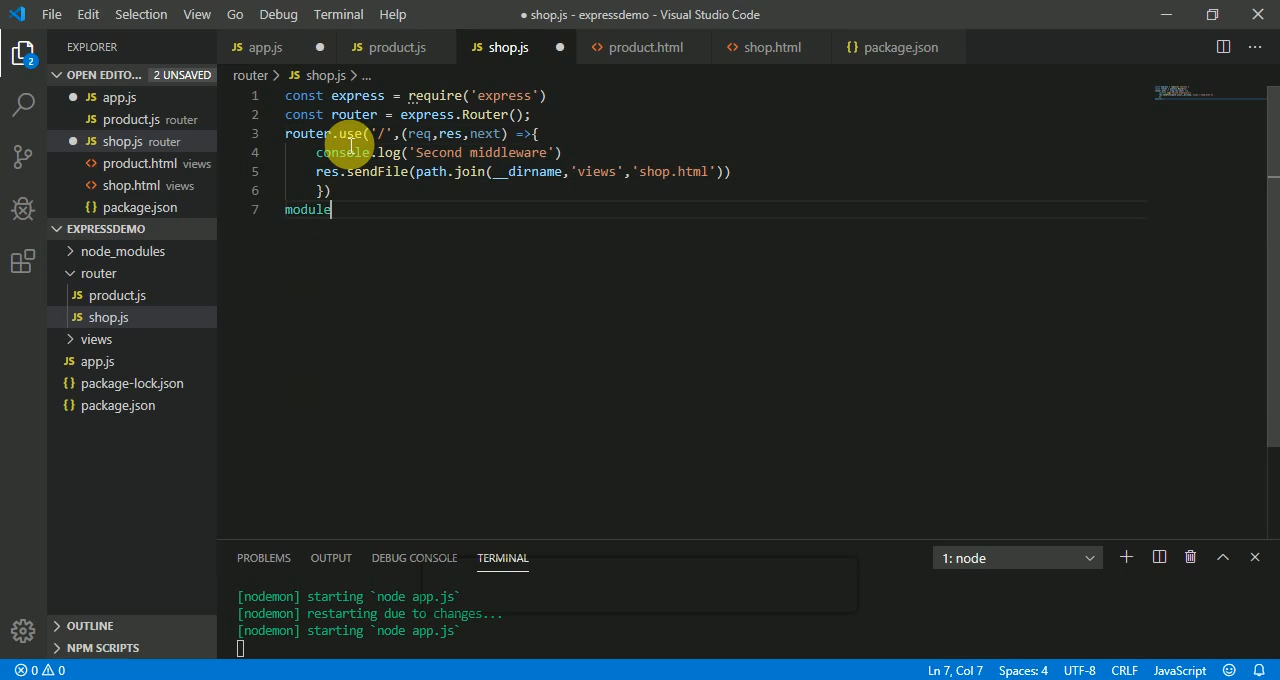 File Edit Selection View Go Debug Terminal Help
● shop.js - expressdemo - Visual Studio Code
EXPLORER
JS app.js ●
JS product.js
JS shop.js ●
<> product.html
<> shop.html
{} package.json
OPEN EDITO... 2 UNSAVED
● JS app.js
JS product.js router
● JS shop.js router
<> product.html views
<> shop.html views
{} package.json
EXPRESSDEMO
> node_modules
router
JS product.js
JS shop.js
> views
JS app.js
{} package-lock.json
{} package.json
OUTLINE
NPM SCRIPTS
router > JS shop.js > ...
1 const express = require('express')
2 const router = express.Router();
3 router.use('/',(req,res,next) =>{
4 console.log('Second middleware')
5 res.sendFile(path.join(__dirname,'views','shop.html'))
6 })
7 module
PROBLEMS OUTPUT DEBUG CONSOLE TERMINAL
1: node
[nodemon] starting `node app.js`
[nodemon] restarting due to changes...
[nodemon] starting `node app.js`
2
0 0
Ln 7, Col 7 Spaces: 4 UTF-8 CRLF JavaScript